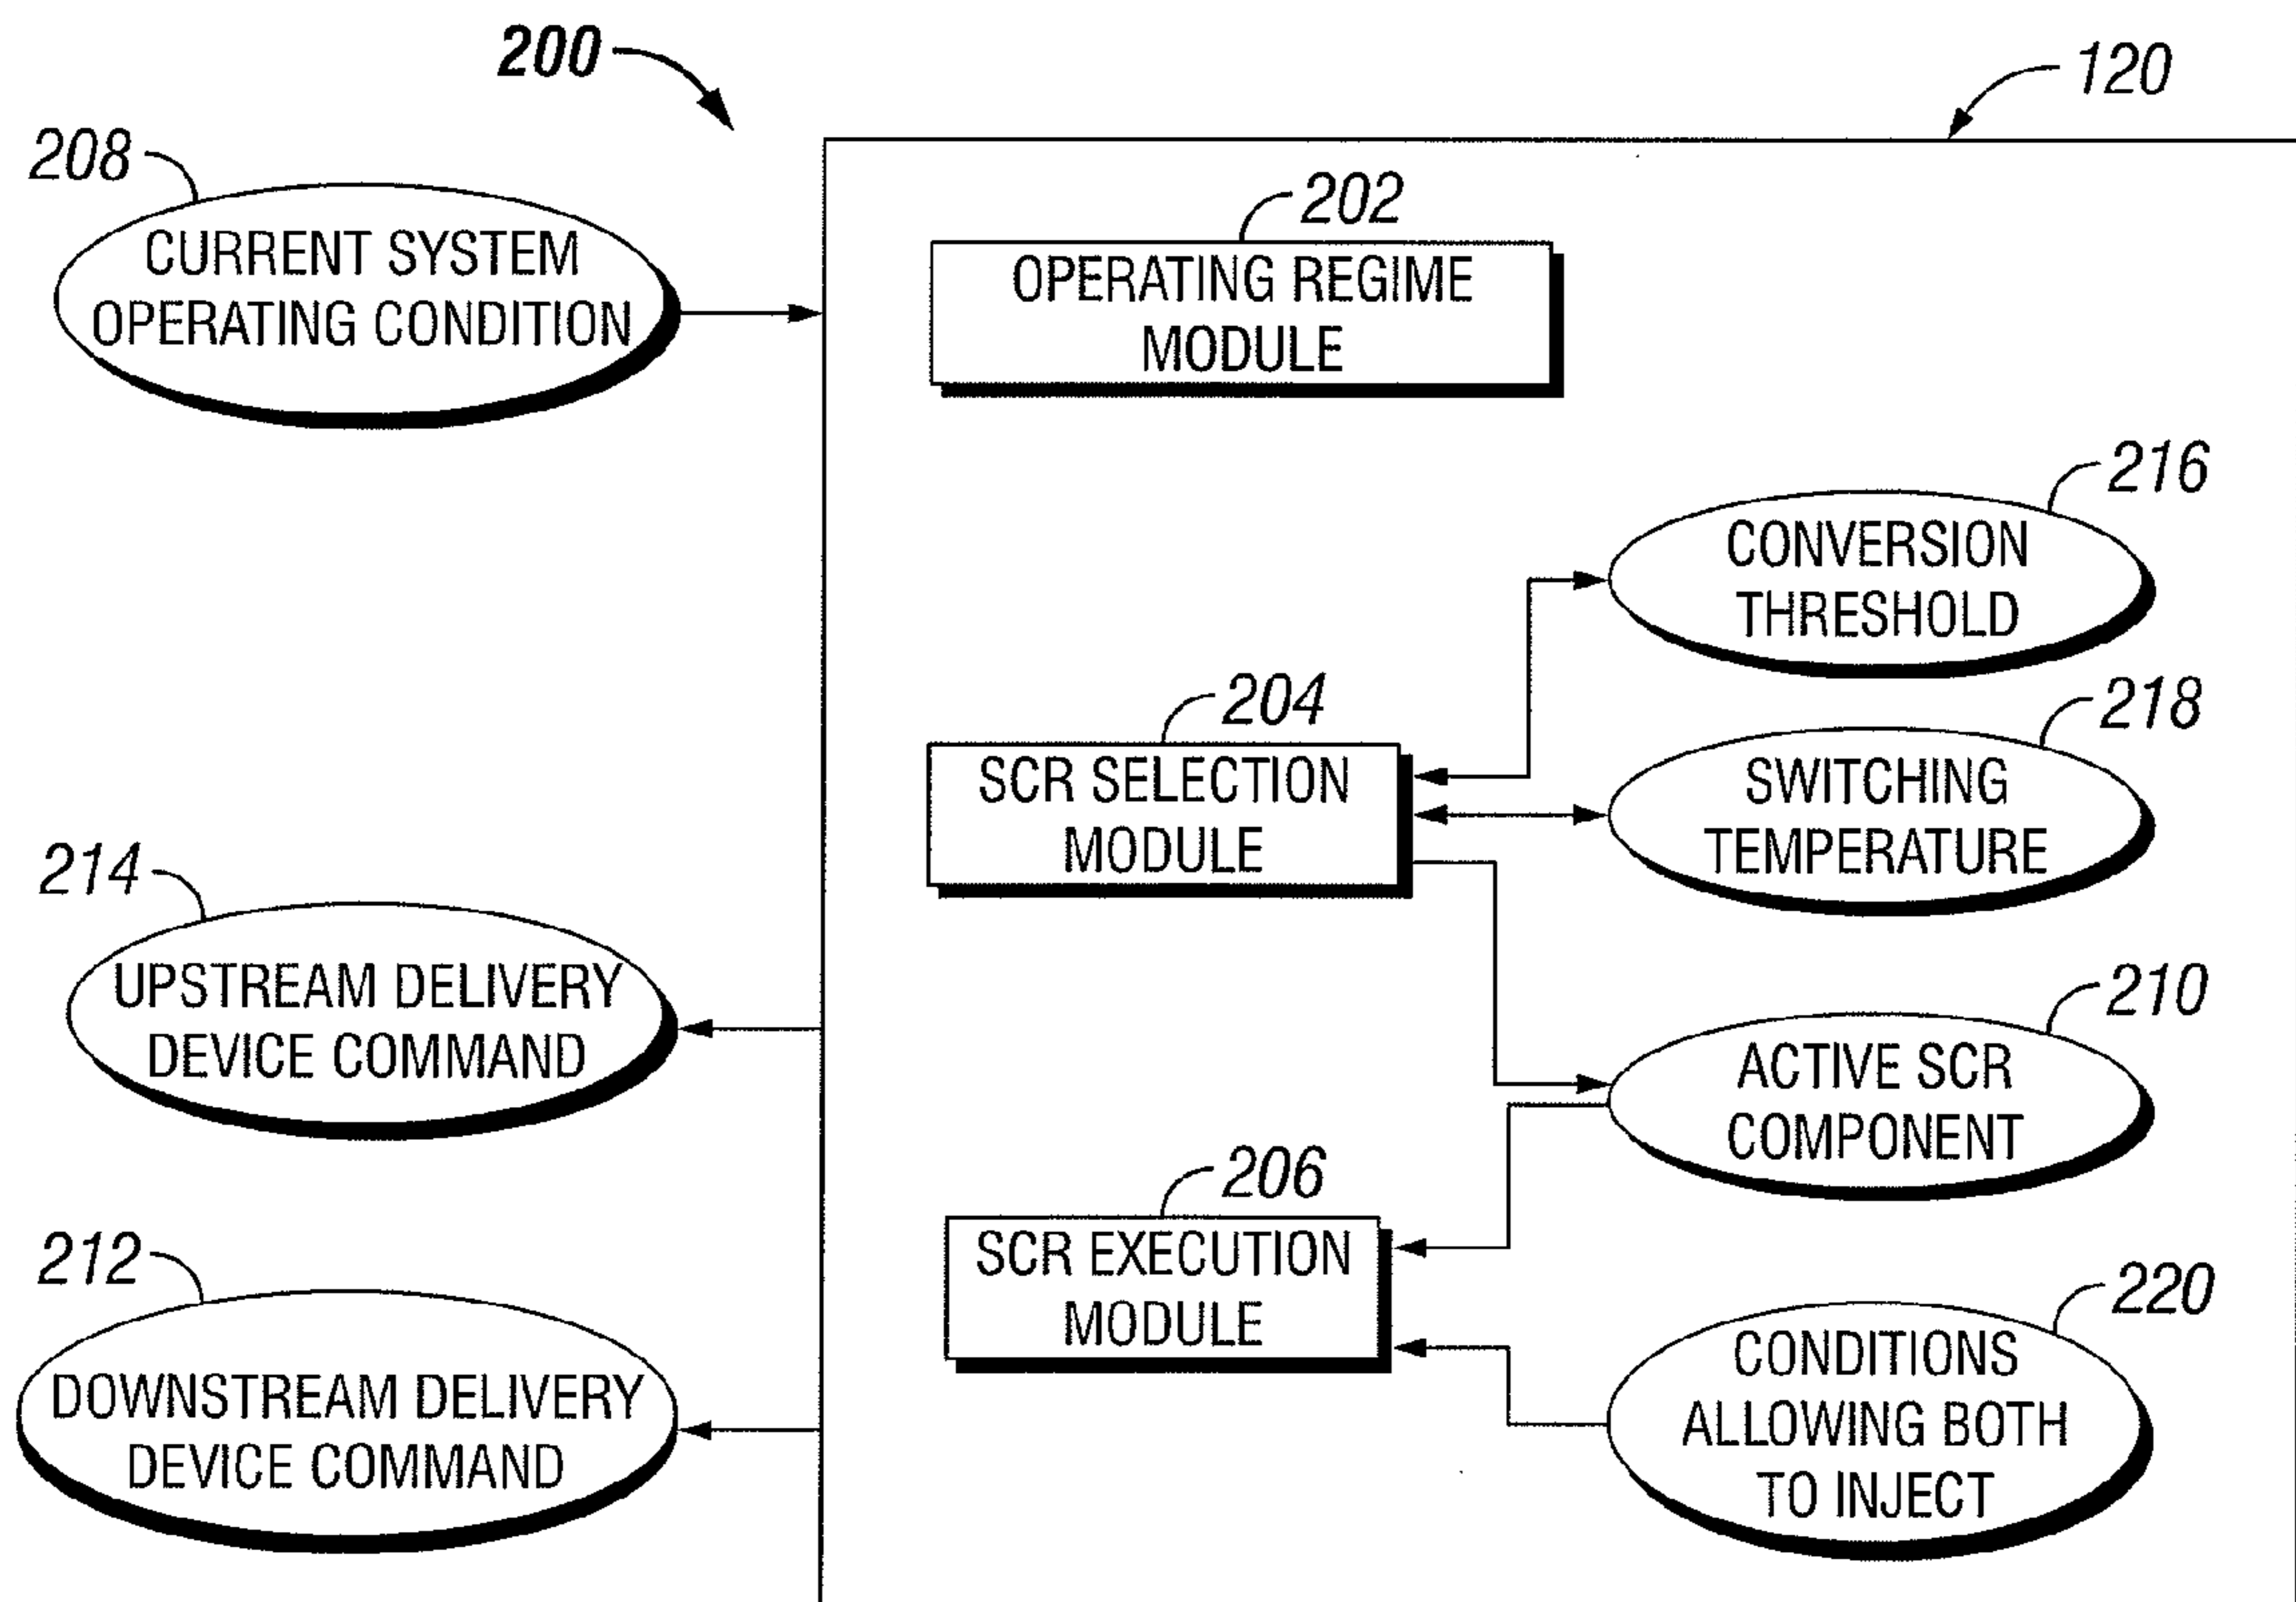 200
120
208
CURRENT SYSTEM
OPERATING CONDITION
202
OPERATING REGIME
MODULE
216
CONVERSION
THRESHOLD
204
SCR SELECTION
MODULE
218
SWITCHING
TEMPERATURE
214
UPSTREAM DELIVERY
DEVICE COMMAND
210
ACTIVE SCR
COMPONENT
206
SCR EXECUTION
MODULE
212
DOWNSTREAM DELIVERY
DEVICE COMMAND
220
CONDITIONS
ALLOWING BOTH
TO INJECT